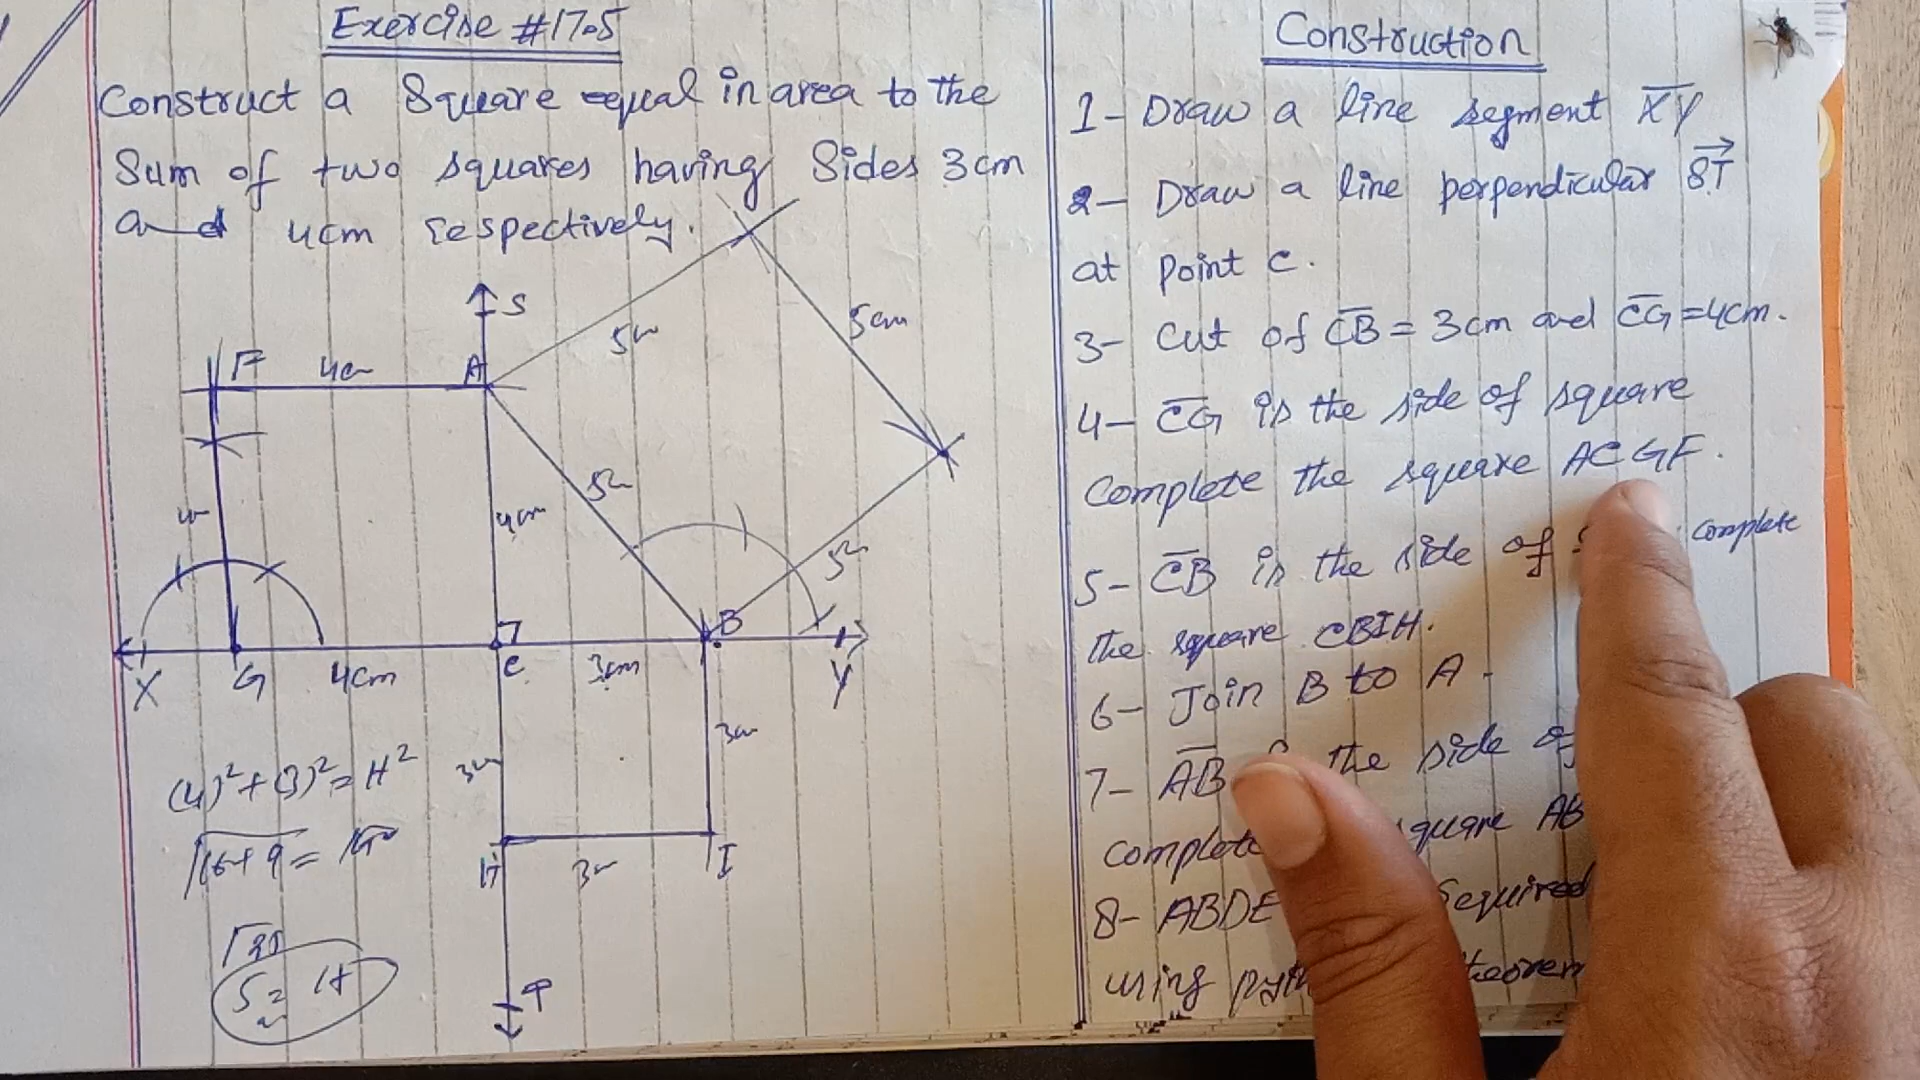 Exercise #17.5
Construct a Square equal in area to the
Sum of two squares having Sides 3cm
and 4cm respectively.
S
5cm
5cm
F
4cm
A
5cm
4cm
5cm
B
X
G
4cm
C
3cm
Y
3cm
3cm
H
3cm
I
T
(4)²+(3)²=H²
√16+9 =
√25
5 = H
Construction
1- Draw a line segment XY
2- Draw a line perpendicular ST
at point C.
3- Cut of CB = 3cm and CG = 4cm.
4- CG is the side of square
Complete the square ACGF.
5- CB is the side of complete
the square CBIH.
6- Join B to A.
7- AB the side of
complete square AB
8- ABDE required
using theorem